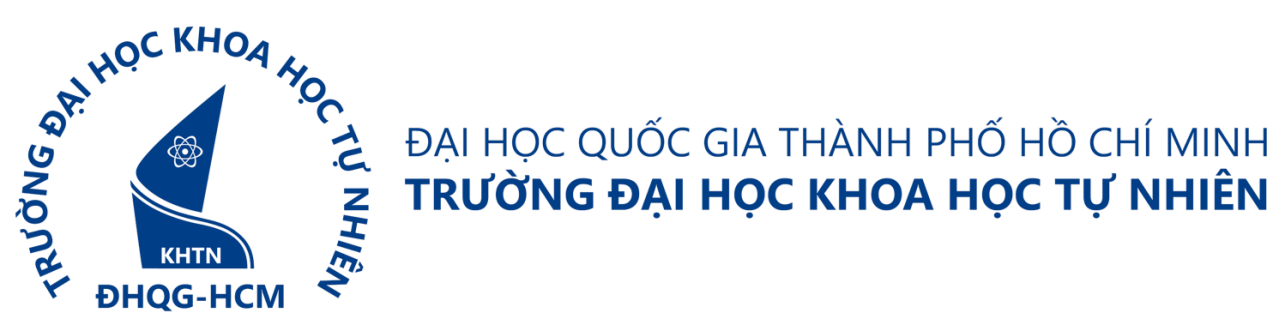 TRƯỜNG ĐẠI HỌC KHOA HỌC TỰ NHIÊN
KHTN
ĐHQG-HCM
ĐẠI HỌC QUỐC GIA THÀNH PHỐ HỒ CHÍ MINH
TRƯỜNG ĐẠI HỌC KHOA HỌC TỰ NHIÊN